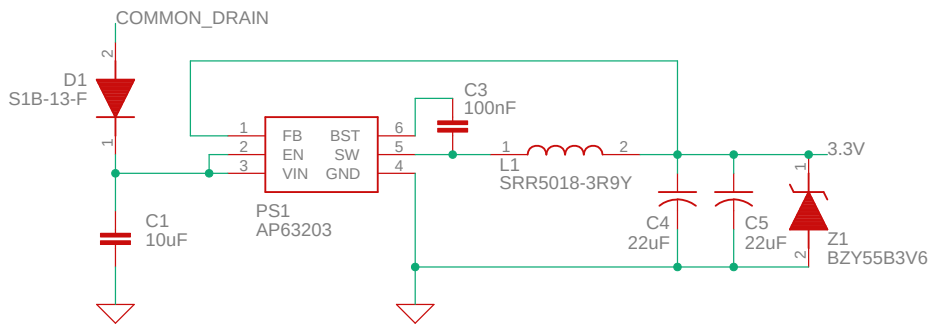 COMMON_DRAIN
2
D1
S1B-13-F
1
C1
10uF
1 FB BST 6
2 EN SW 5
3 VIN GND 4
PS1
AP63203
C3
100nF
1 2
L1
SRR5018-3R9Y
C4
22uF
C5
22uF
3.3V
1
2
Z1
BZY55B3V6